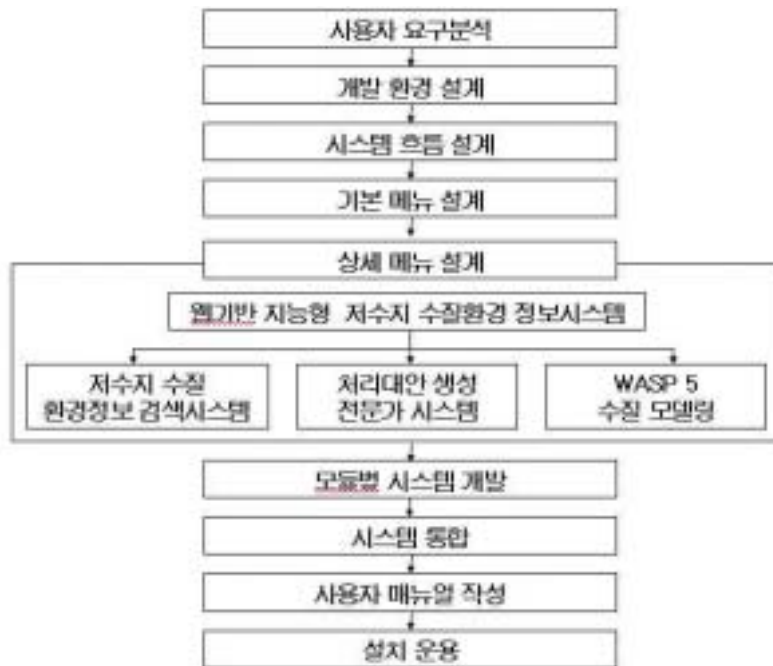 사용자 요구분석
개발 환경 설계
시스템 흐름 설계
기본 메뉴 설계
상세 메뉴 설계
웹기반 지능형 저수지 수질환경 정보시스템
저수지 수질
환경정보 검색시스템
처리대안 생성
전문가 시스템
WASP 5
수질 모델링
모듈별 시스템 개발
시스템 통합
사용자 매뉴얼 작성
설치 운용